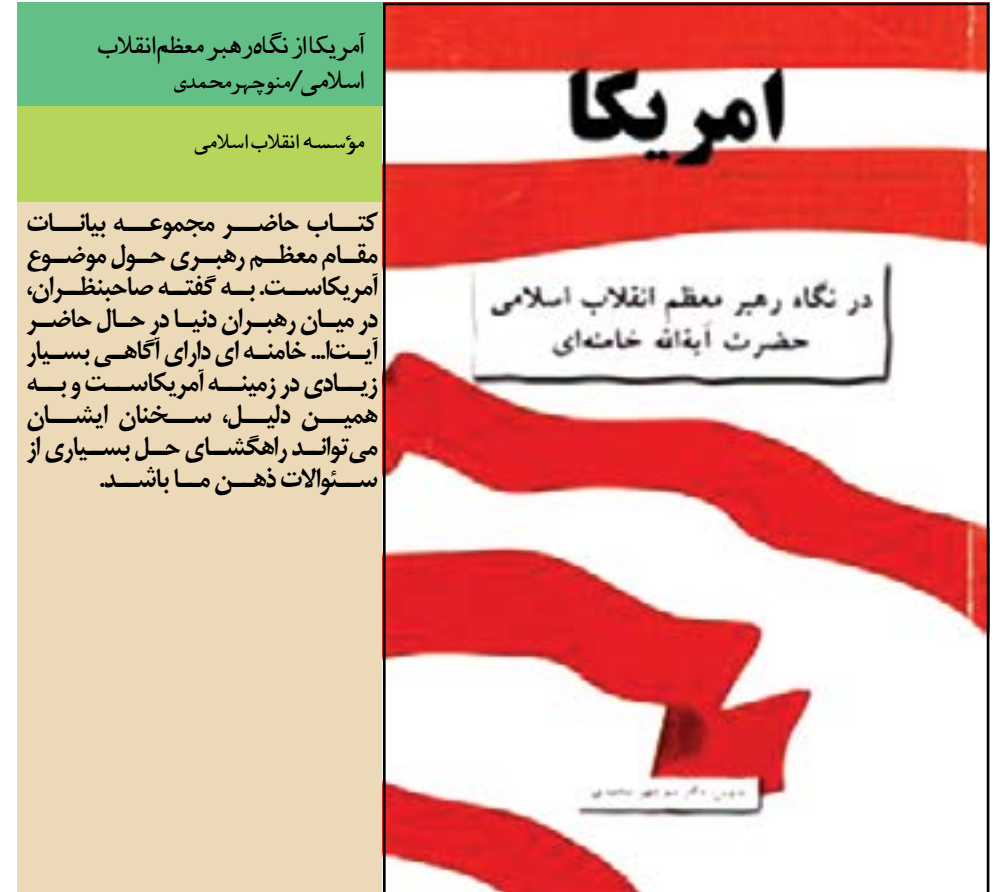 آمریکا از نگاه رهبر معظم انقلاب
اسلامی/منوچهر محمدی
مؤسسه انقلاب اسلامی
کتاب حاضر مجموعه بیانات
مقام معظم رهبری حول موضوع
آمریکاست. به گفته صاحبنظران،
در میان رهبران دنیا در حال حاضر
آیت‌ا... خامنه ای دارای آگاهی بسیار
زیادی در زمینه آمریکاست و به
همین دلیل، سخنان ایشان
می‌تواند راهگشای حل بسیاری از
سئوالات ذهن ما باشد.
امریکا
در نگاه رهبر معظم انقلاب اسلامی
حضرت آیة‌الله خامنه‌ای